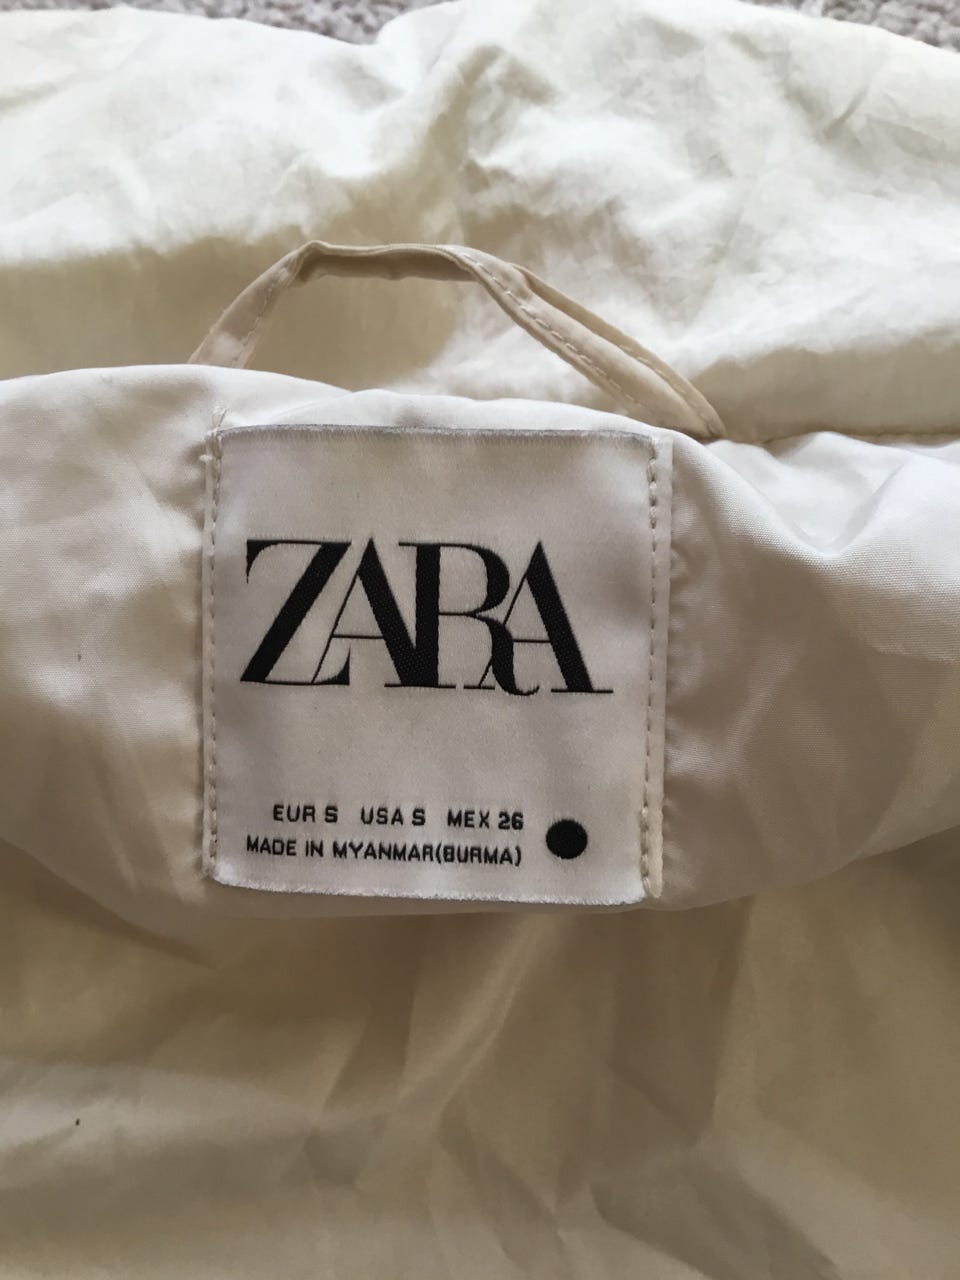 ZARA
EUR S USA S MEX 26
MADE IN MYANMAR(BURMA)